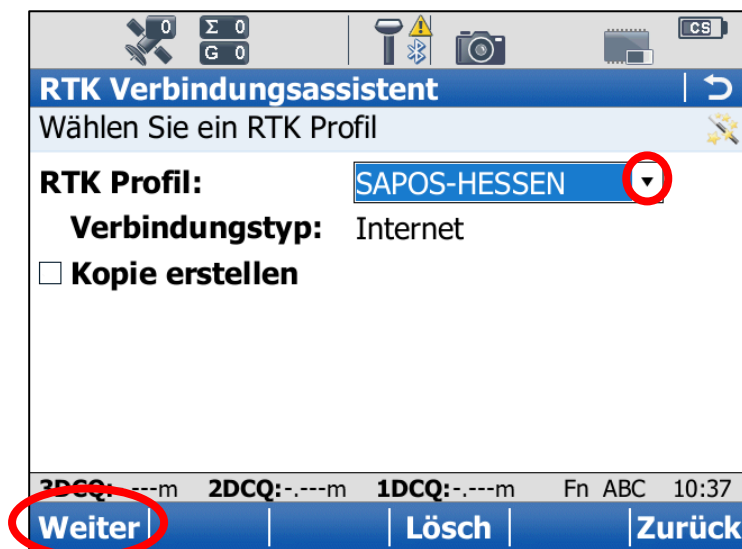 0 Σ 0 CS
G 0
RTK Verbindungsassistent
Wählen Sie ein RTK Profil
RTK Profil: SAPOS-HESSEN
Verbindungstyp: Internet
Kopie erstellen
3DCQ:-.---m 2DCQ:-.---m 1DCQ:-.---m Fn ABC 10:37
Weiter Lösch Zurück